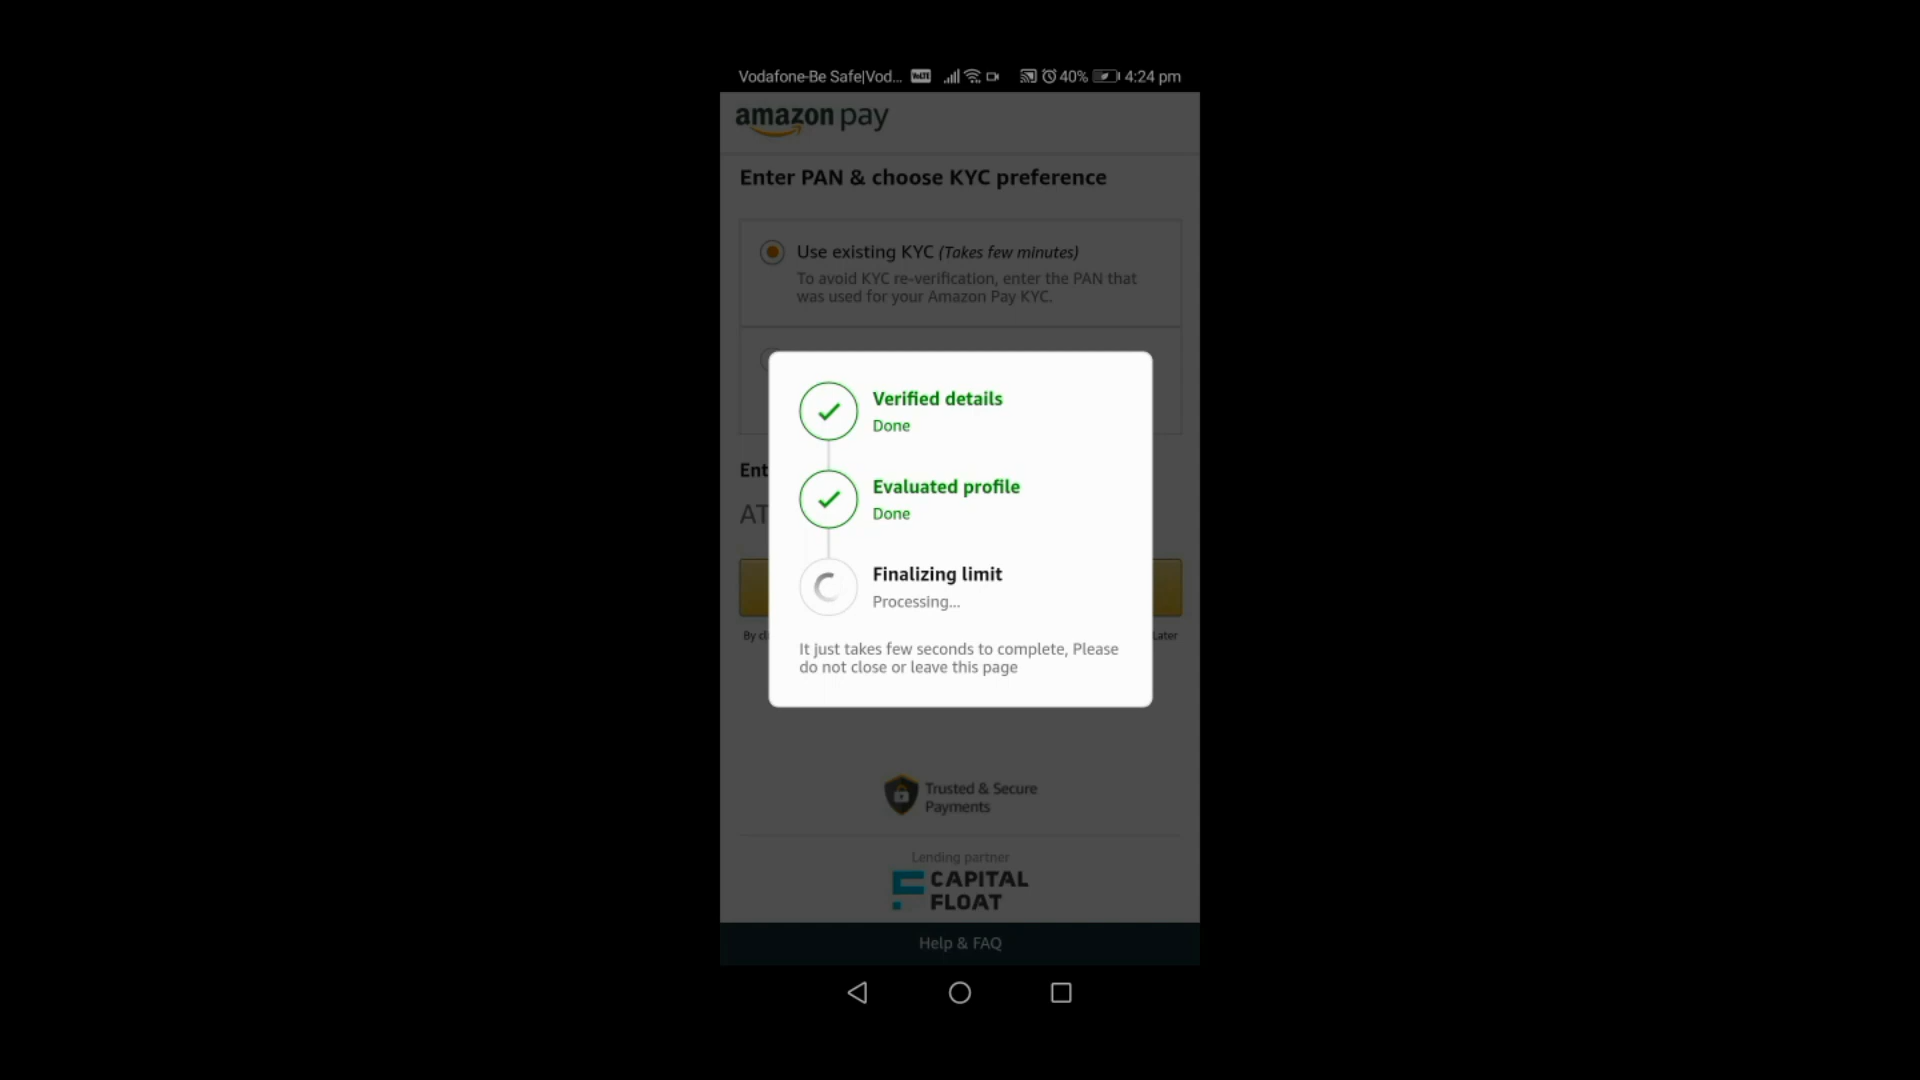 Vodafone-Be Safe|Vod... VoLTE 40% 4:24 pm
amazon pay
Enter PAN & choose KYC preference
Use existing KYC (Takes few minutes)
To avoid KYC re-verification, enter the PAN that
was used for your Amazon Pay KYC.
Verified details
Done
Evaluated profile
Done
Ent
AT
Finalizing limit
Processing...
By cl
Later
It just takes few seconds to complete, Please
do not close or leave this page
Trusted & Secure
Payments
Lending partner
CAPITAL
FLOAT
Help & FAQ